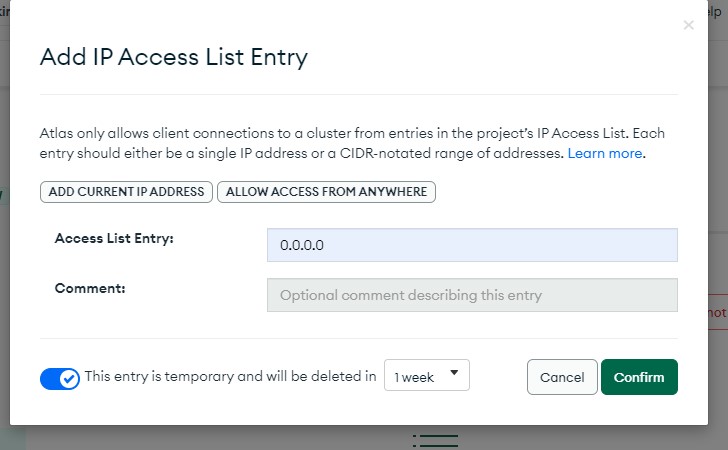 ×
Add IP Access List Entry
Atlas only allows client connections to a cluster from entries in the project's IP Access List. Each
entry should either be a single IP address or a CIDR-notated range of addresses. Learn more.
ADD CURRENT IP ADDRESS ALLOW ACCESS FROM ANYWHERE
Access List Entry: 0.0.0.0
Comment: Optional comment describing this entry
not
This entry is temporary and will be deleted in 1 week Cancel Confirm